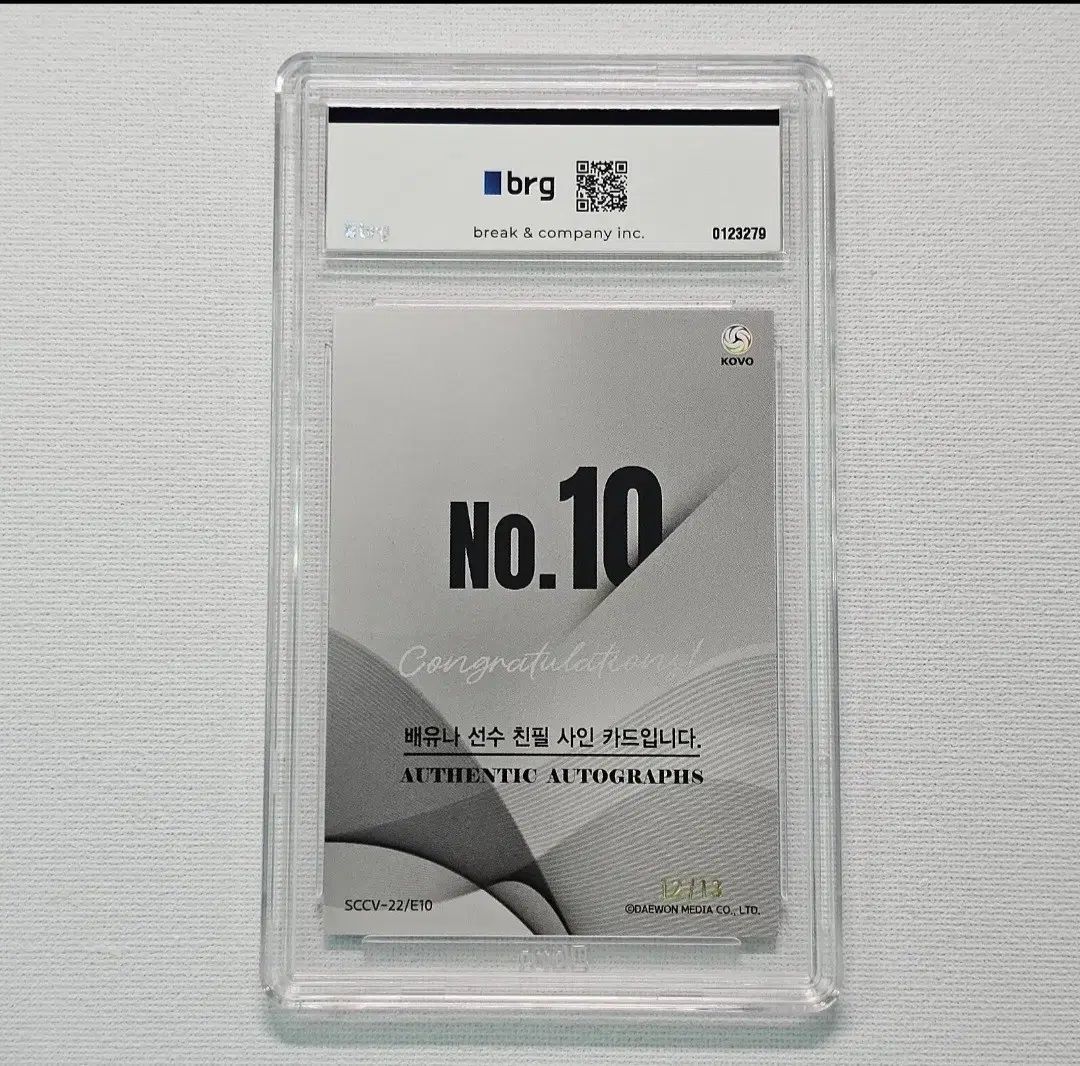 brg
break & company inc.
0123279
brg
KOVO
No.10
Congratulations!
배유나 선수 친필 사인 카드입니다.
AUTHENTIC AUTOGRAPHS
12/13
SCCV-22/E10
©DAEWON MEDIA CO., LTD.